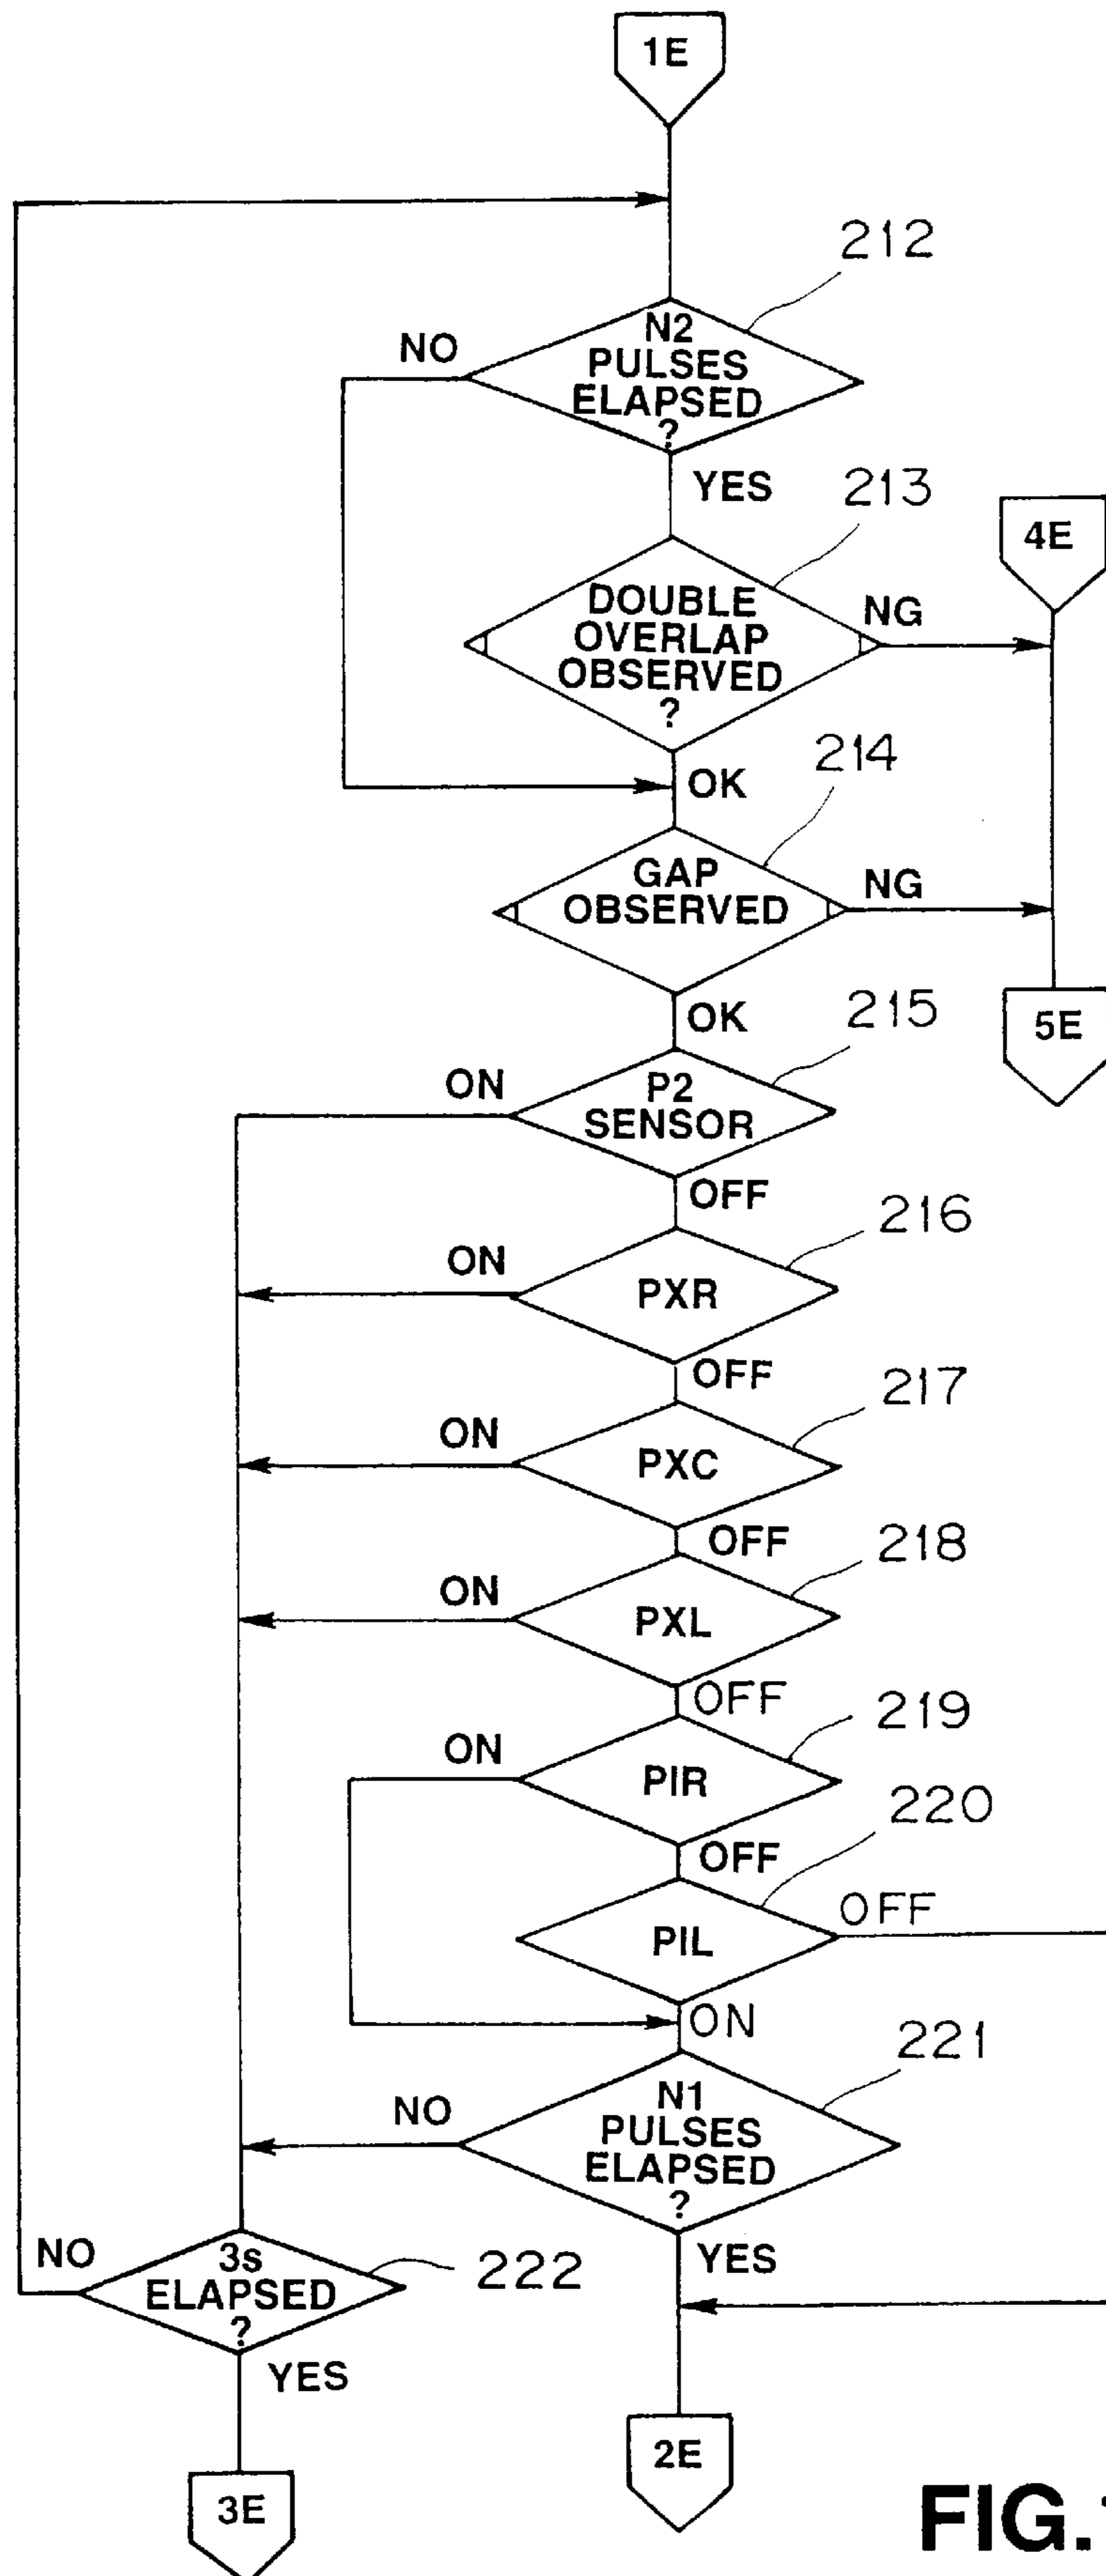 1E
212
N2
PULSES
ELAPSED
?
NO
YES
213
4E
DOUBLE
OVERLAP
OBSERVED
?
NG
214
OK
GAP
OBSERVED
NG
OK
215
5E
P2
SENSOR
ON
OFF
216
ON
PXR
OFF
217
ON
PXC
OFF
218
ON
PXL
OFF
219
ON
PIR
OFF
220
PIL
OFF
ON
221
N1
PULSES
ELAPSED
?
NO
YES
NO
3s
ELAPSED
?
222
YES
2E
3E
FIG.